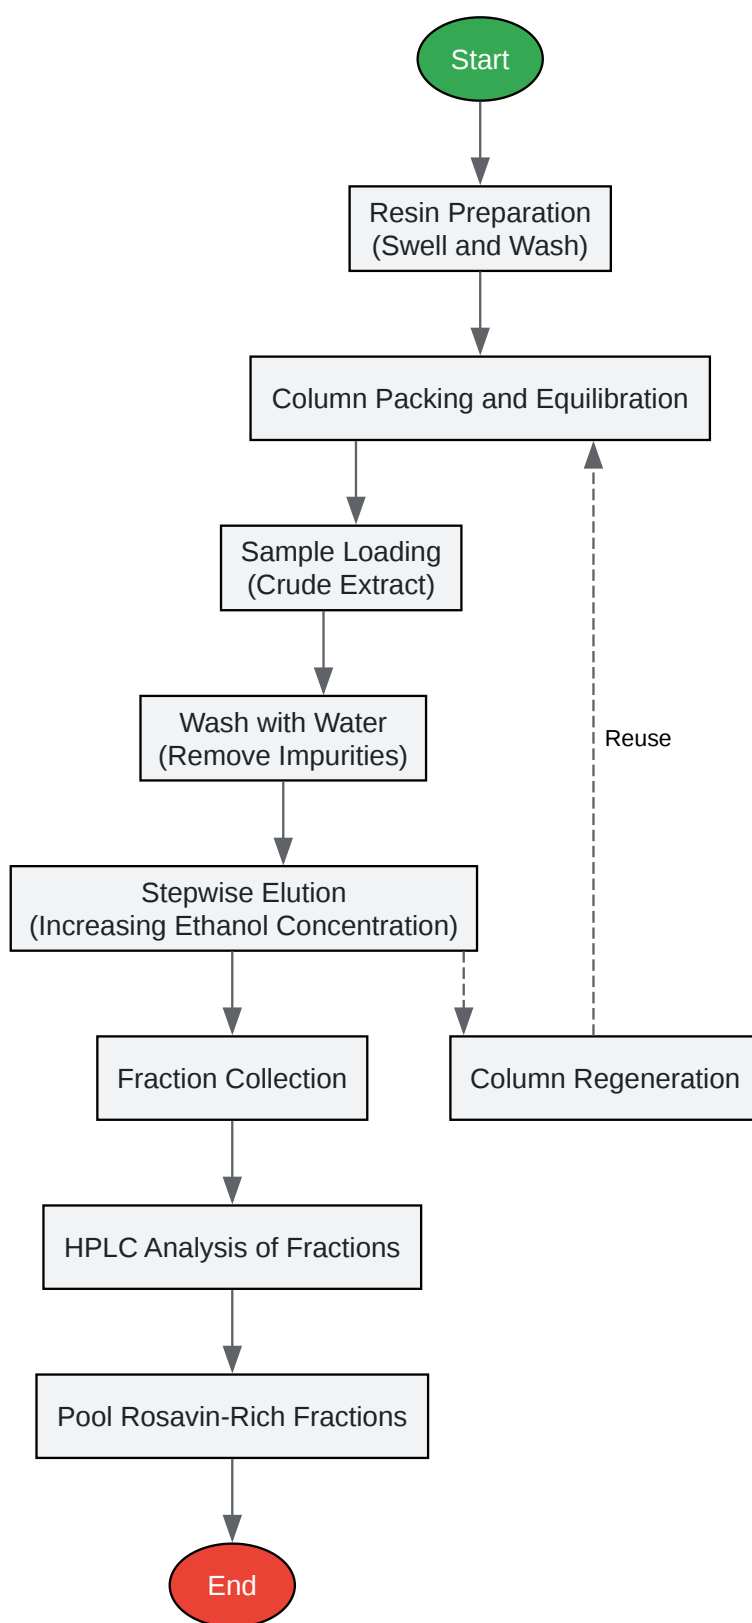 Start
Resin Preparation
(Swell and Wash)
Column Packing and Equilibration
Sample Loading
(Crude Extract)
Wash with Water
(Remove Impurities)
Reuse
Stepwise Elution
(Increasing Ethanol Concentration)
Fraction Collection
Column Regeneration
HPLC Analysis of Fractions
Pool Rosavin-Rich Fractions
End